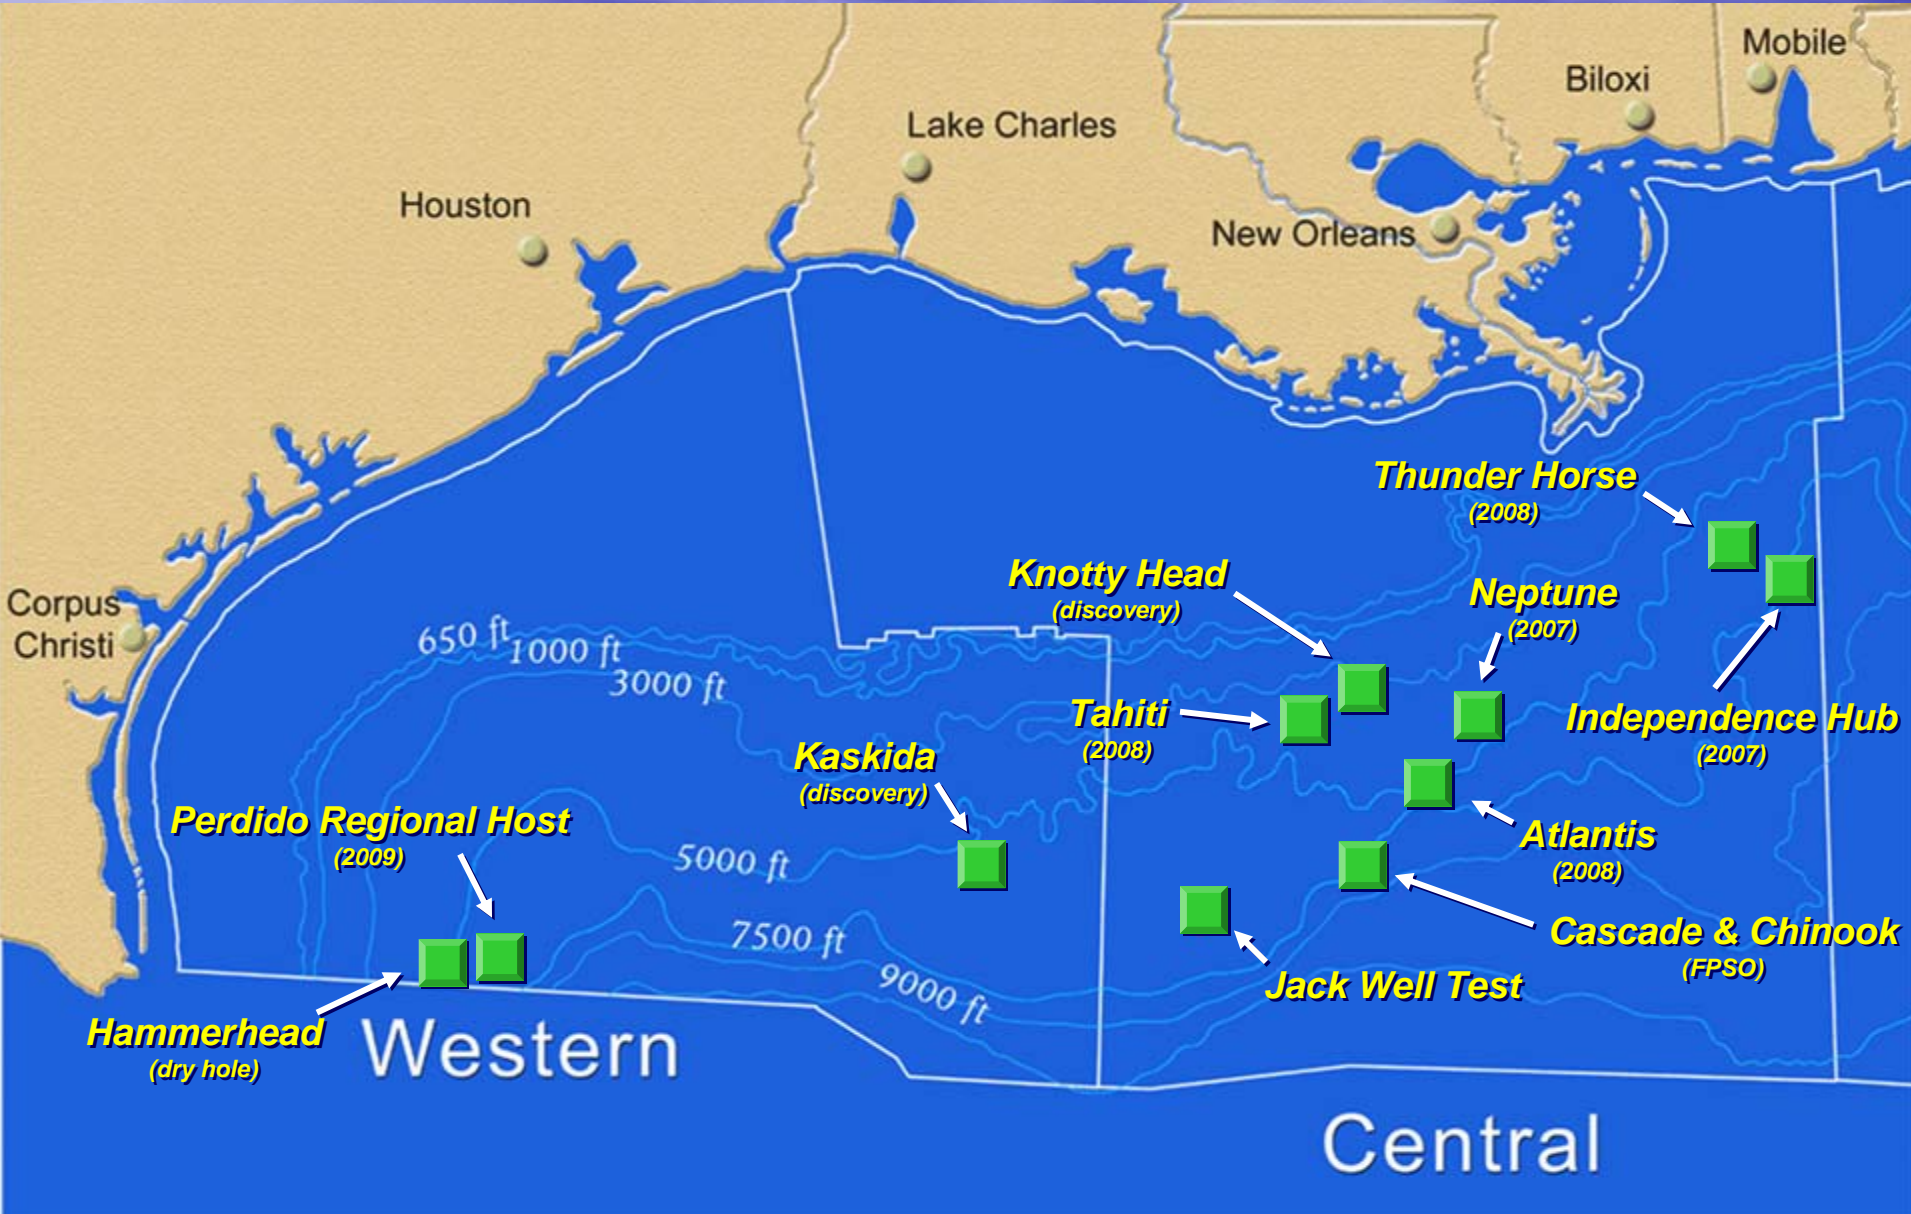 Mobile
Biloxi
Lake Charles
Houston
New Orleans
Thunder Horse
(2008)
Knotty Head
(discovery)
Neptune
(2007)
Corpus
Christi
650 ft
1000 ft
3000 ft
Tahiti
(2008)
Independence Hub
(2007)
Kaskida
(discovery)
Perdido Regional Host
(2009)
5000 ft
Atlantis
(2008)
7500 ft
Cascade & Chinook
(FPSO)
9000 ft
Jack Well Test
Hammerhead
(dry hole)
Western
Central